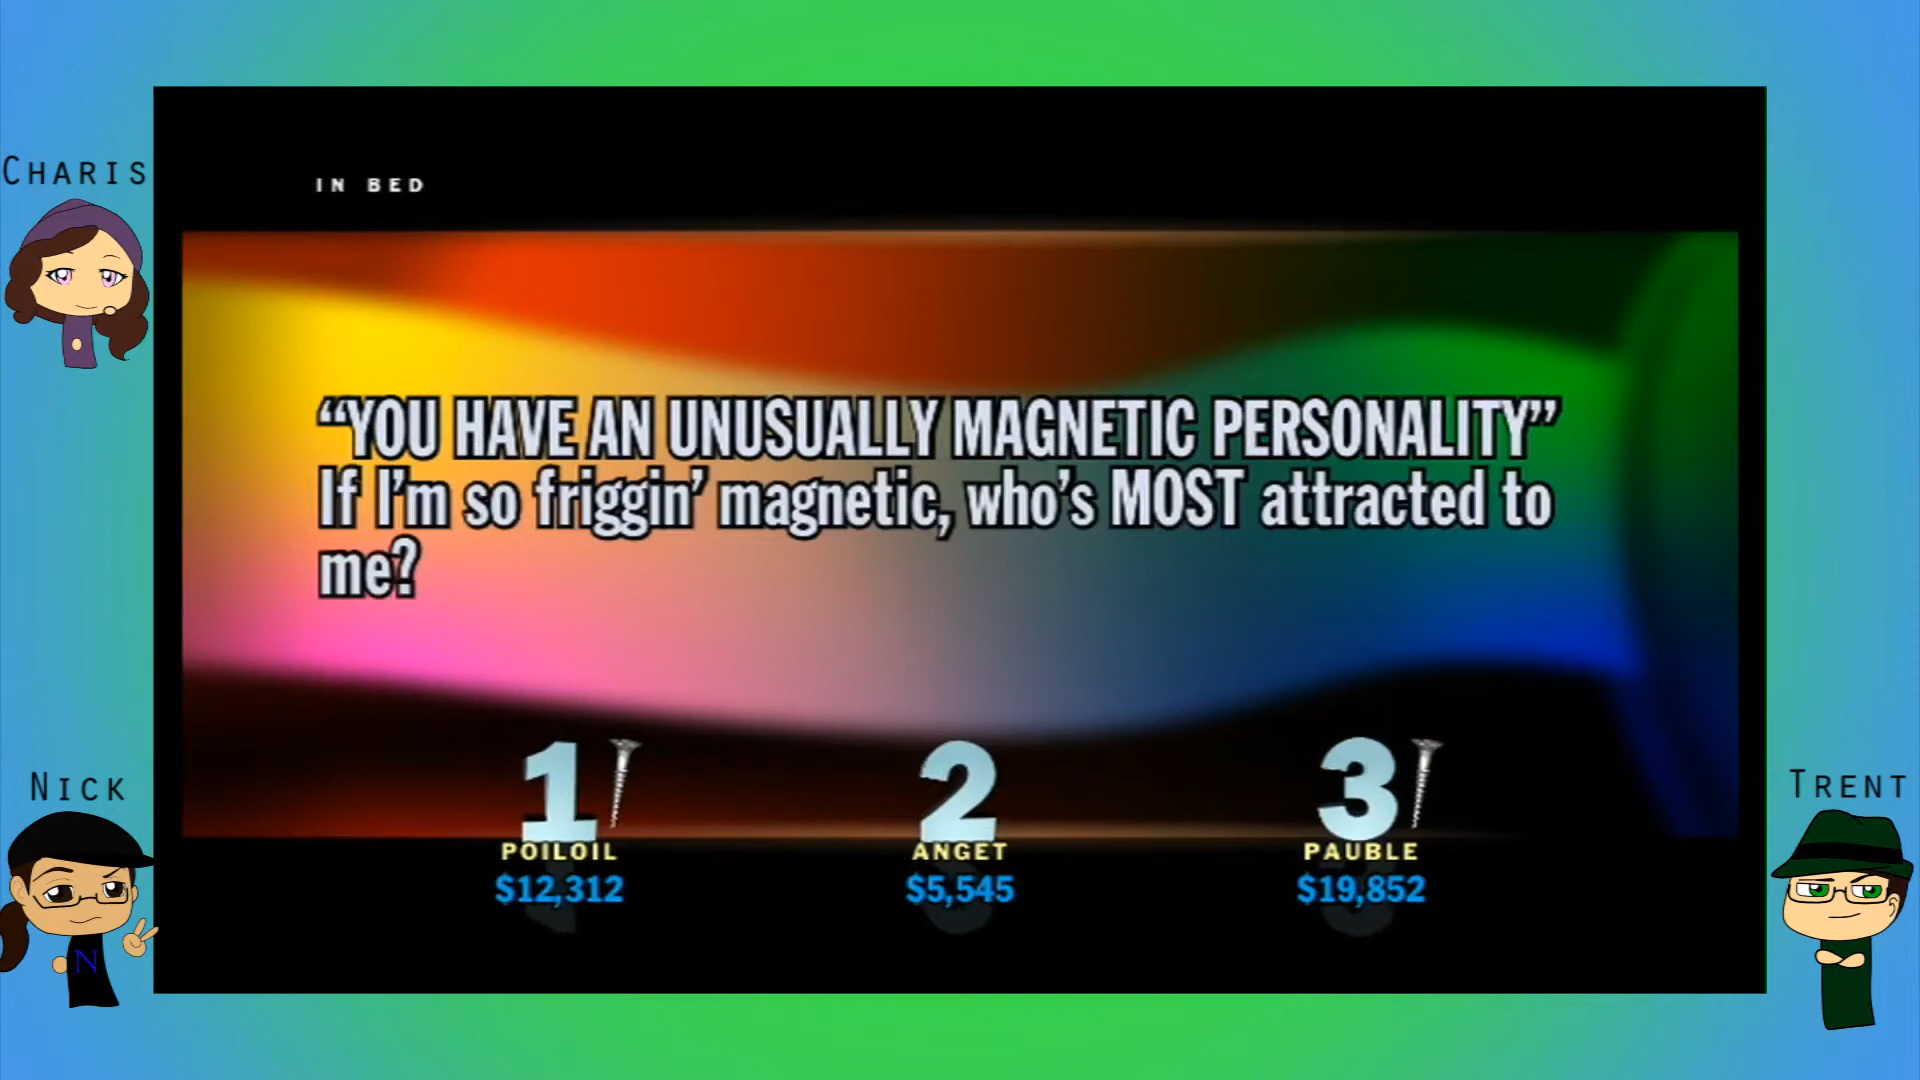 CHARIS
IN BED
“YOU HAVE AN UNUSUALLY MAGNETIC PERSONALITY”
If I’m so friggin’ magnetic, who’s MOST attracted to
me?
NICK
TRENT
1 2 3
POILOIL ANGET PAUBLE
$12,312 $5,545 $19,852
N